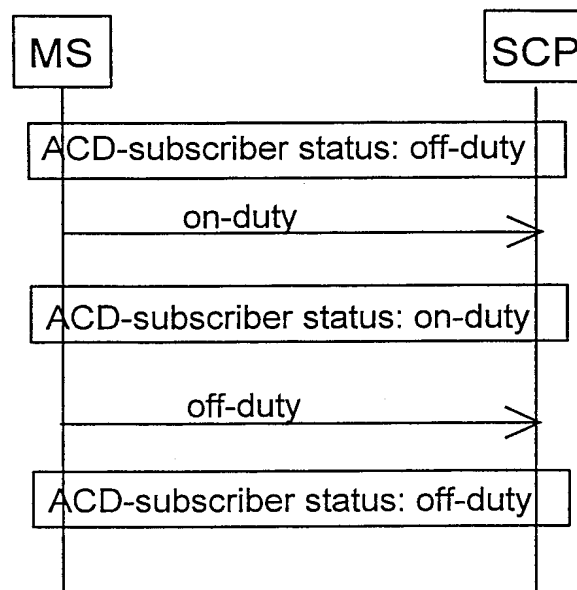 MS SCP
ACD-subscriber status: off-duty
on-duty
ACD-subscriber status: on-duty
off-duty
ACD-subscriber status: off-duty